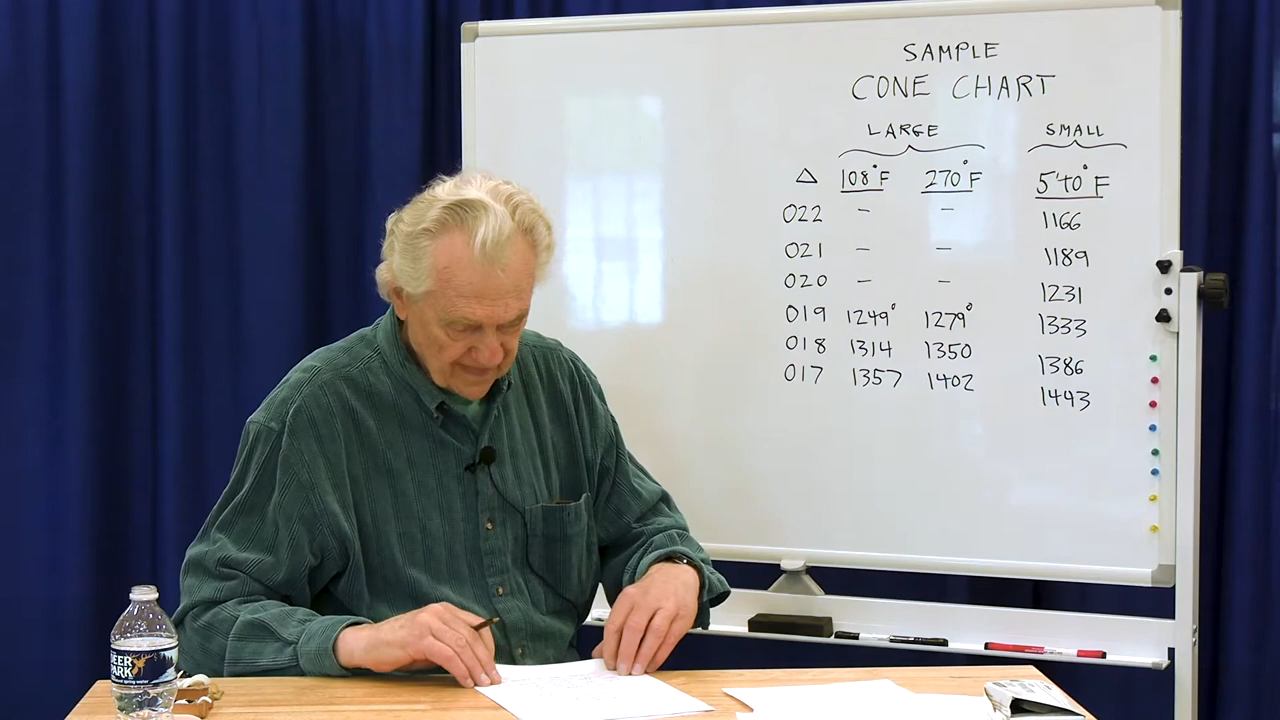 SAMPLE
CONE CHART
LARGE SMALL
△ 108°F 270°F 540°F
022 – – 1166
021 – – 1189
020 – – 1231
019 1249° 1279° 1333
018 1314 1350 1386
017 1357 1402 1443
DEER
PARK